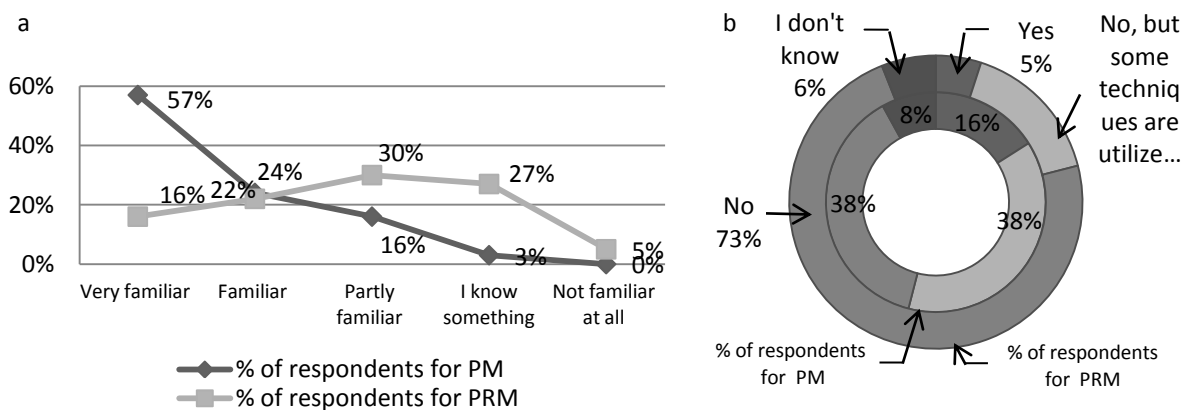 a
60%
40%
20%
0%
57%
24%
16%
3%
0%
16%
22%
30%
27%
5%
Very familiar
Familiar
Partly
familiar
I know
something
Not familiar
at all
% of respondents for PM
% of respondents for PRM
b
I don't
know
6%
Yes
5%
No, but
some
techniq
ues are
utilize...
8%
16%
38%
38%
No
73%
% of respondents
for PM
% of respondents
for PRM